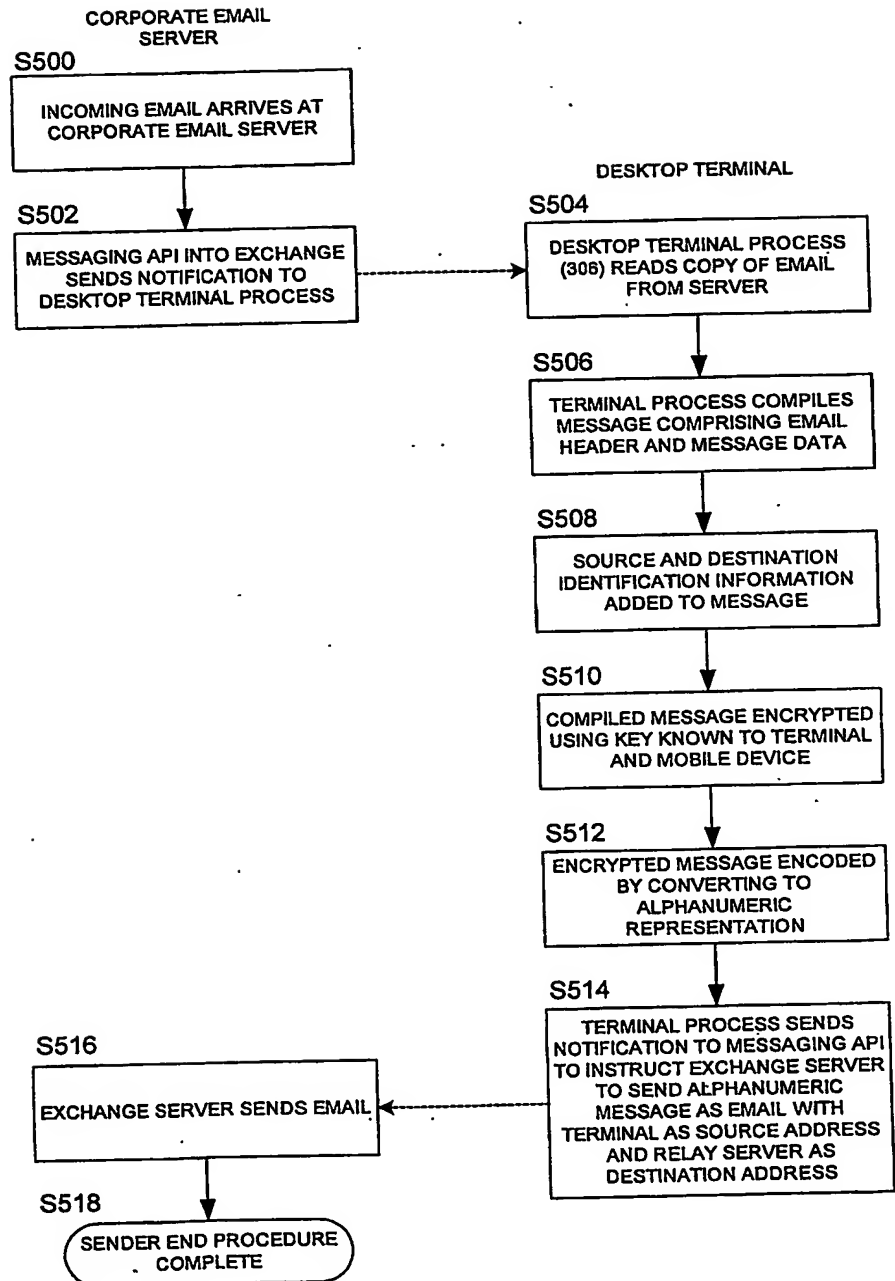 CORPORATE EMAIL
SERVER
S500
INCOMING EMAIL ARRIVES AT
CORPORATE EMAIL SERVER
DESKTOP TERMINAL
S502
MESSAGING API INTO EXCHANGE
SENDS NOTIFICATION TO
DESKTOP TERMINAL PROCESS
S504
DESKTOP TERMINAL PROCESS
(306) READS COPY OF EMAIL
FROM SERVER
S506
TERMINAL PROCESS COMPILES
MESSAGE COMPRISING EMAIL
HEADER AND MESSAGE DATA
S508
SOURCE AND DESTINATION
IDENTIFICATION INFORMATION
ADDED TO MESSAGE
S510
COMPILED MESSAGE ENCRYPTED
USING KEY KNOWN TO TERMINAL
AND MOBILE DEVICE
S512
ENCRYPTED MESSAGE ENCODED
BY CONVERTING TO
ALPHANUMERIC
REPRESENTATION
S514
TERMINAL PROCESS SENDS
NOTIFICATION TO MESSAGING API
TO INSTRUCT EXCHANGE SERVER
TO SEND ALPHANUMERIC
MESSAGE AS EMAIL WITH
TERMINAL AS SOURCE ADDRESS
AND RELAY SERVER AS
DESTINATION ADDRESS
S516
EXCHANGE SERVER SENDS EMAIL
S518
SENDER END PROCEDURE
COMPLETE